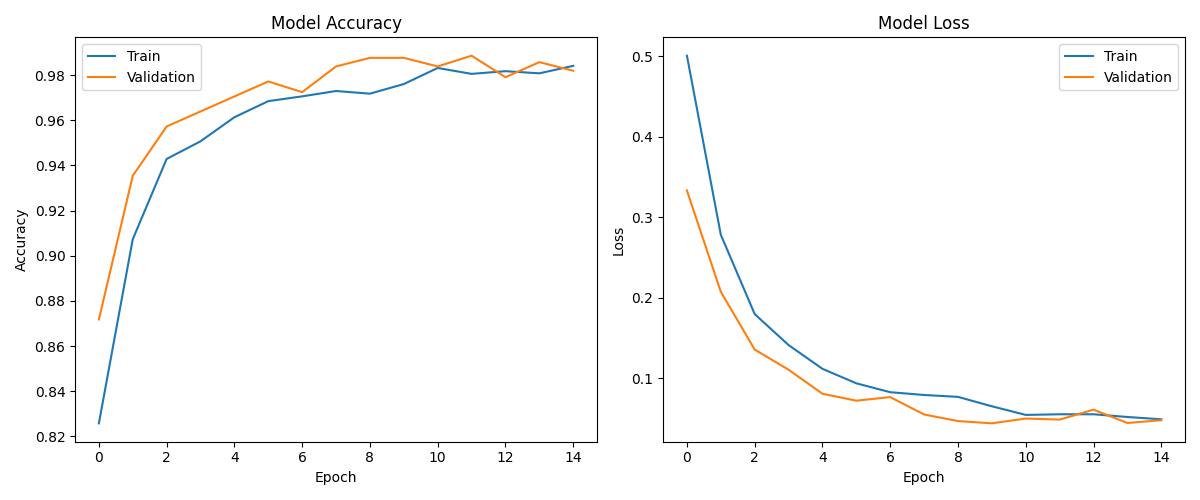 Model Accuracy
Train
Validation
0.98
0.96
0.94
0.92
0.90
0.88
0.86
0.84
0.82
Accuracy
0 2 4 6 8 10 12 14
Epoch
Model Loss
Train
Validation
0.5
0.4
0.3
0.2
0.1
Loss
0 2 4 6 8 10 12 14
Epoch